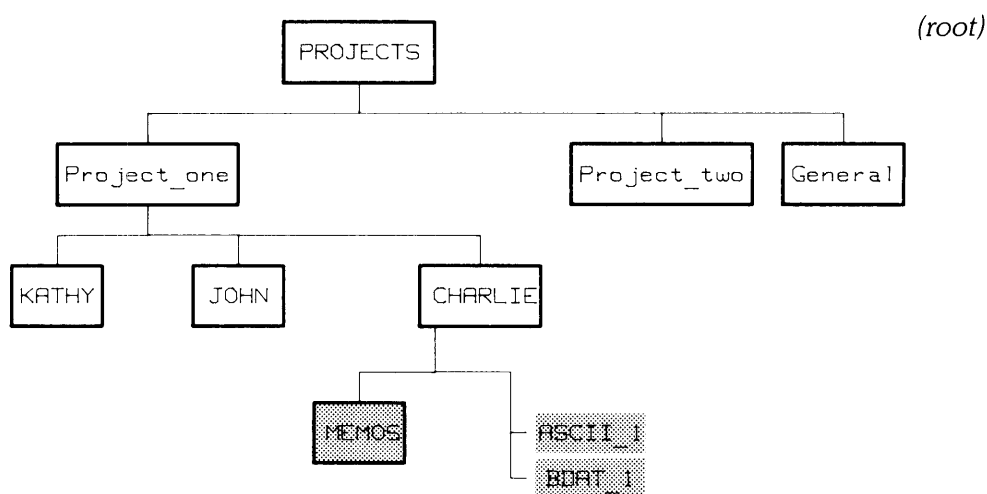 (root)
PROJECTS
Project_one
Project_two
General
KATHY
JOHN
CHARLIE
MEMOS
ASCII_1
BDAT_1